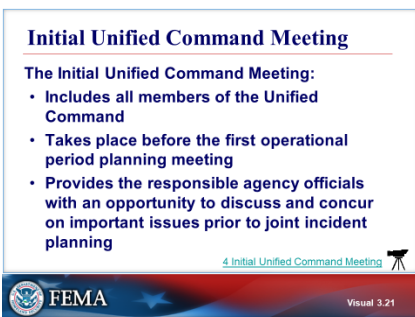 Initial Unified Command Meeting
The Initial Unified Command Meeting:
• Includes all members of the Unified
Command
• Takes place before the first operational
period planning meeting
• Provides the responsible agency officials
with an opportunity to discuss and concur
on important issues prior to joint incident
planning
4 Initial Unified Command Meeting
FEMA
Visual 3.21